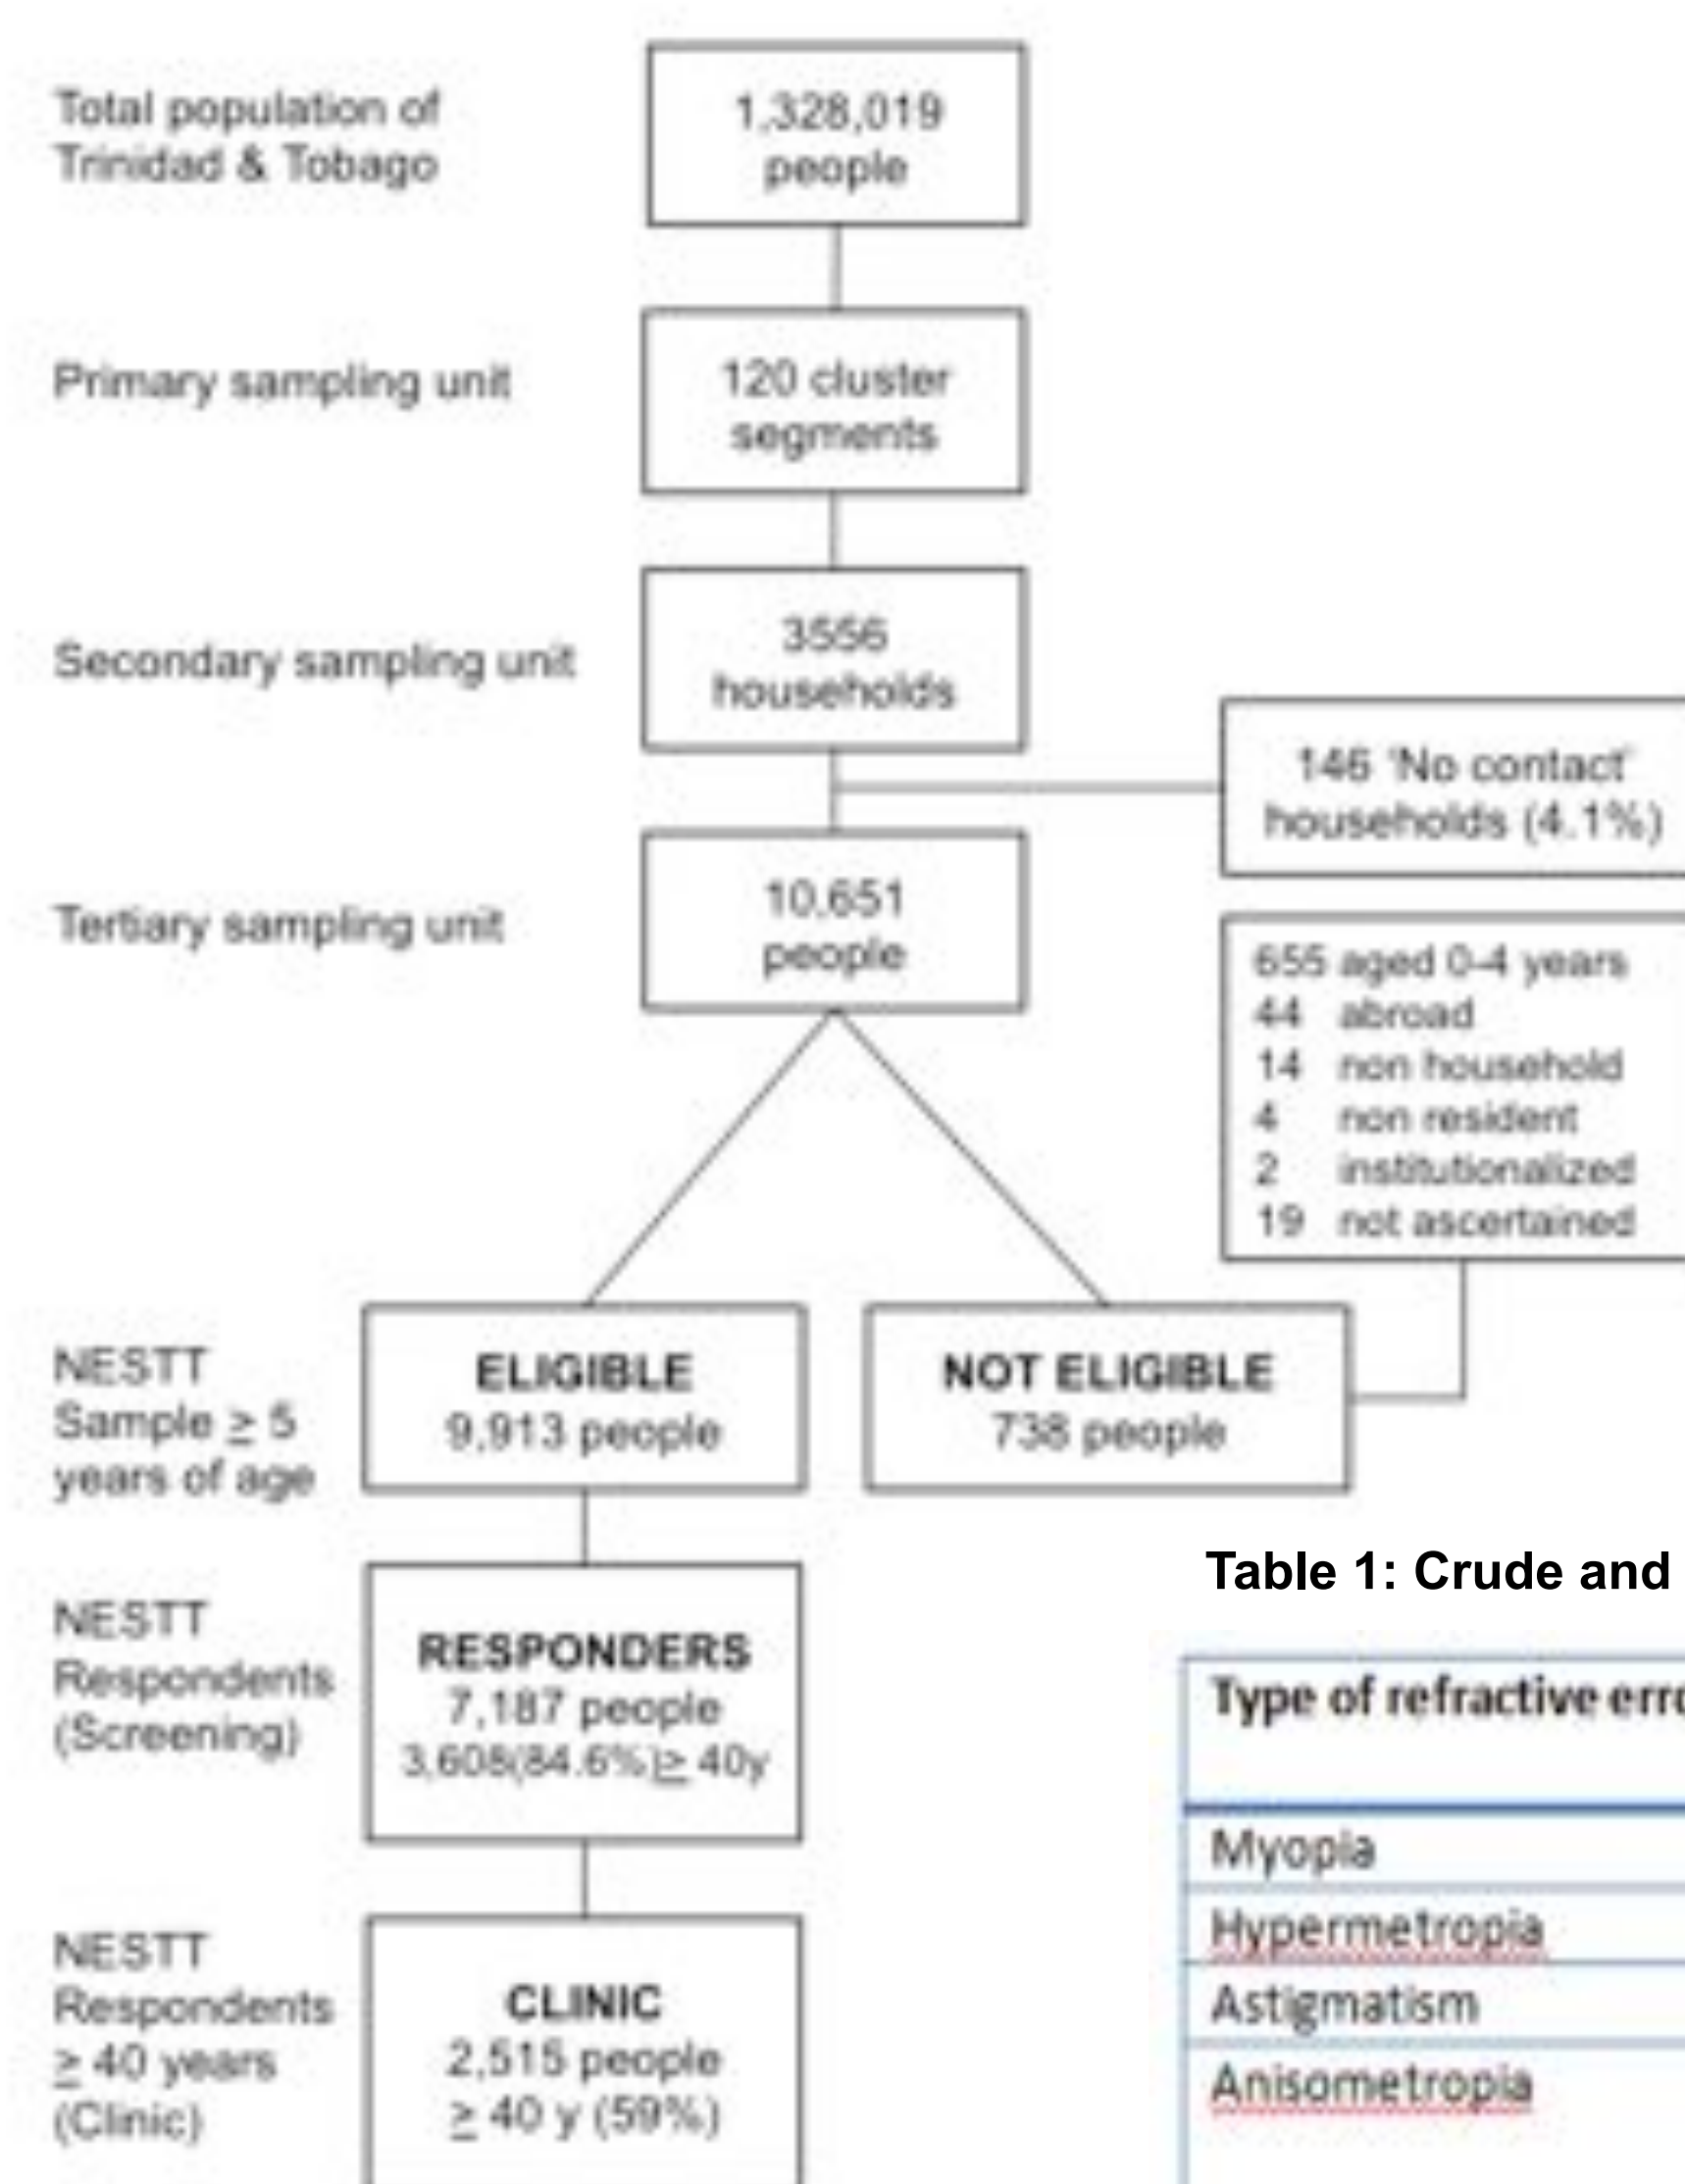 Total population of
Trinidad & Tobago
1,328,019
people
Primary sampling unit
120 cluster
segments
Secondary sampling unit
3556
households
146 'No contact'
households (4.1%)
Tertiary sampling unit
10,651
people
655 aged 0-4 years
44 abroad
14 non household
4 non resident
2 institutionalized
19 not ascertained
NESTT
Sample ≥ 5
years of age
ELIGIBLE
9,913 people
NOT ELIGIBLE
738 people
NESTT
Respondents
(Screening)
RESPONDERS
7,187 people
3,608(84.6%)≥ 40y
NESTT
Respondents
≥ 40 years
(Clinic)
CLINIC
2,515 people
≥ 40 y (59%)
Table 1: Crude and
Type of refractive erro
Myopia
Hypermetropia
Astigmatism
Anisometropia